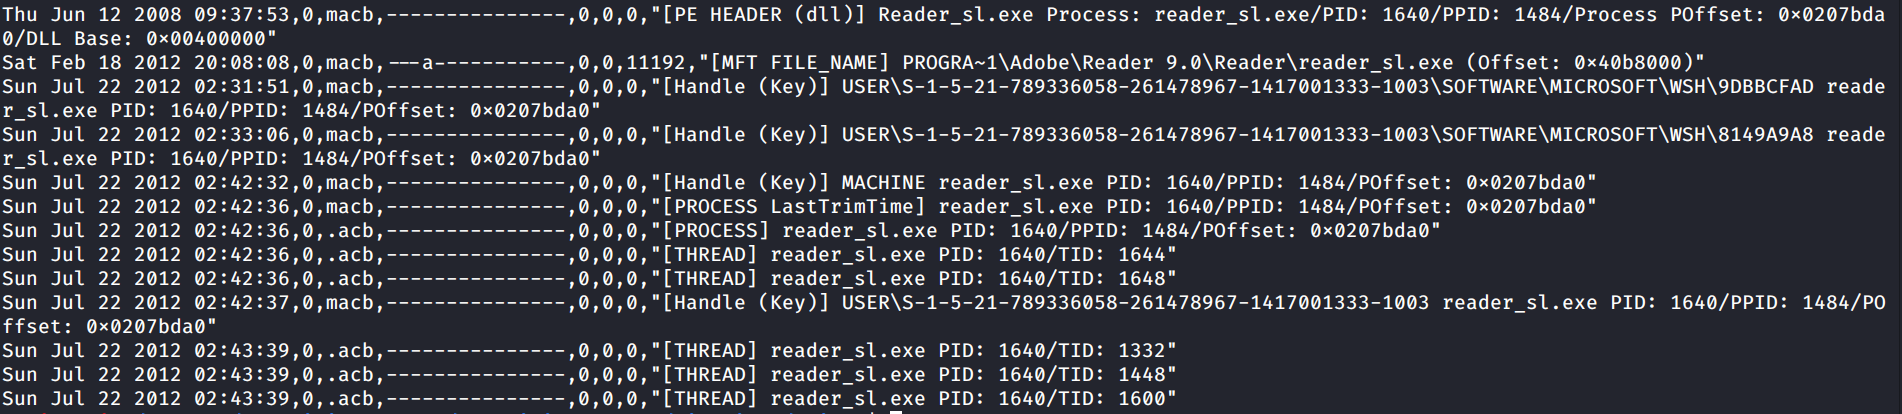 Thu Jun 12 2008 09:37:53,0,macb,---------------,0,0,0,"[PE HEADER (dll)] Reader_sl.exe Process: reader_sl.exe/PID: 1640/PPID: 1484/Process POffset: 0×0207bda
0/DLL Base: 0×00400000"
Sat Feb 18 2012 20:08:08,0,macb,---a-----------,0,0,11192,"[MFT FILE_NAME] PROGRA~1\Adobe\Reader 9.0\Reader\reader_sl.exe (Offset: 0×40b8000)"
Sun Jul 22 2012 02:31:51,0,macb,---------------,0,0,0,"[Handle (Key)] USER\S-1-5-21-789336058-261478967-1417001333-1003\SOFTWARE\MICROSOFT\WSH\9DBBCFAD reade
r_sl.exe PID: 1640/PPID: 1484/POffset: 0×0207bda0"
Sun Jul 22 2012 02:33:06,0,macb,---------------,0,0,0,"[Handle (Key)] USER\S-1-5-21-789336058-261478967-1417001333-1003\SOFTWARE\MICROSOFT\WSH\8149A9A8 reade
r_sl.exe PID: 1640/PPID: 1484/POffset: 0×0207bda0"
Sun Jul 22 2012 02:42:32,0,macb,---------------,0,0,0,"[Handle (Key)] MACHINE reader_sl.exe PID: 1640/PPID: 1484/POffset: 0×0207bda0"
Sun Jul 22 2012 02:42:36,0,macb,---------------,0,0,0,"[PROCESS LastTrimTime] reader_sl.exe PID: 1640/PPID: 1484/POffset: 0×0207bda0"
Sun Jul 22 2012 02:42:36,0,.acb,---------------,0,0,0,"[PROCESS] reader_sl.exe PID: 1640/PPID: 1484/POffset: 0×0207bda0"
Sun Jul 22 2012 02:42:36,0,.acb,---------------,0,0,0,"[THREAD] reader_sl.exe PID: 1640/TID: 1644"
Sun Jul 22 2012 02:42:36,0,.acb,---------------,0,0,0,"[THREAD] reader_sl.exe PID: 1640/TID: 1648"
Sun Jul 22 2012 02:42:37,0,macb,---------------,0,0,0,"[Handle (Key)] USER\S-1-5-21-789336058-261478967-1417001333-1003 reader_sl.exe PID: 1640/PPID: 1484/PO
ffset: 0×0207bda0"
Sun Jul 22 2012 02:43:39,0,.acb,---------------,0,0,0,"[THREAD] reader_sl.exe PID: 1640/TID: 1332"
Sun Jul 22 2012 02:43:39,0,.acb,---------------,0,0,0,"[THREAD] reader_sl.exe PID: 1640/TID: 1448"
Sun Jul 22 2012 02:43:39,0,.acb,---------------,0,0,0,"[THREAD] reader_sl.exe PID: 1640/TID: 1600"